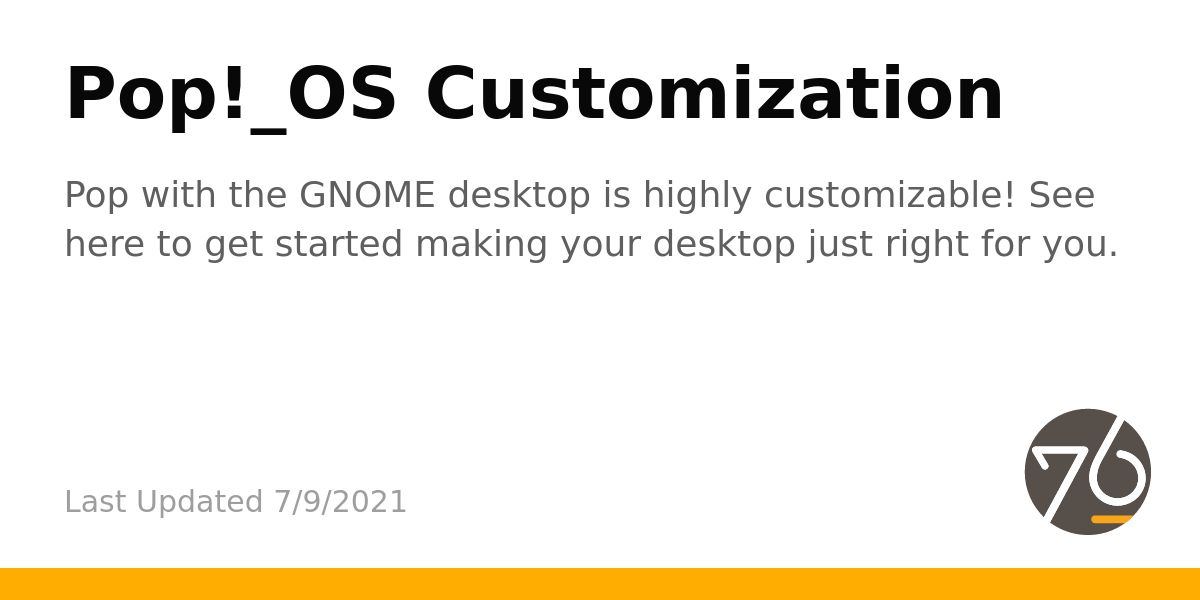 Pop!_OS Customization
Pop with the GNOME desktop is highly customizable! See
here to get started making your desktop just right for you.
Last Updated 7/9/2021
76